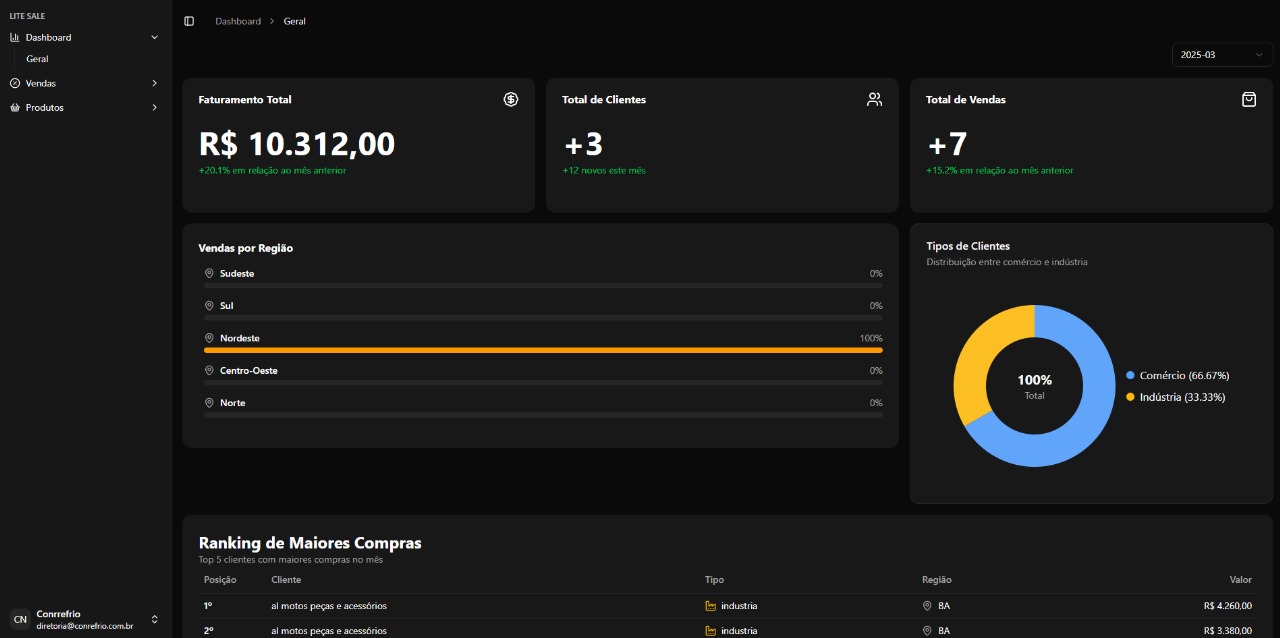 LITE SALE
Dashboard
Geral
Vendas
Produtos
Conrrefrio
CN
diretoria@conrefrio.com.br
Dashboard > Geral
2025-03
Faturamento Total
R$ 10.312,00
+20.1% em relação ao mês anterior
Total de Clientes
+3
+12 novos este mês
Total de Vendas
+7
+15.2% em relação ao mês anterior
Vendas por Região
Sudeste 0%
Sul 0%
Nordeste 100%
Centro-Oeste 0%
Norte 0%
Tipos de Clientes
Distribuição entre comércio e indústria
100%
Total
Comércio (66.67%)
Indústria (33.33%)
Ranking de Maiores Compras
Top 5 clientes com maiores compras no mês
Posição Cliente Tipo Região Valor
1º al motos peças e acessórios industria BA R$ 4.260,00
2º al motos peças e acessórios industria BA R$ 3.380,00